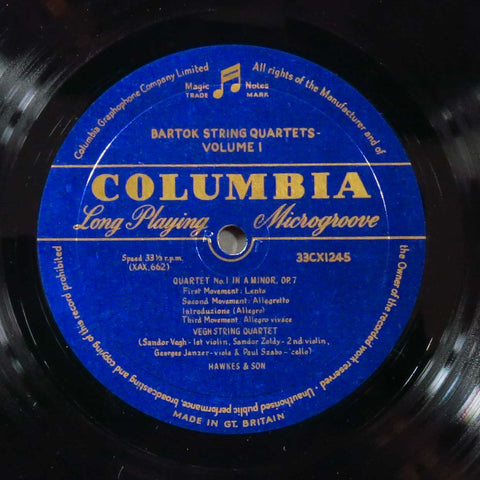 Columbia Graphophone Company Limited
All rights of the Manufacturer and of
the Owner of the recorded work reserved · Unauthorised public performance, broadcasting and copying of this record prohibited
Magic Notes
TRADE MARK
BARTOK STRING QUARTETS-
VOLUME 1
COLUMBIA
Long Playing Microgroove
Speed 33⅓ r.p.m. 33CX1245
(XAX.662)
QUARTET No.1 IN A MINOR, OP.7
First Movement: Lento
Second Movement: Allegretto
Introduzione (Allegro)
Third Movement: Allegro vivace
VEGH STRING QUARTET
(Sandor Vegh-1st violin, Sandor Zoldy-2nd violin,
Georges Janzer-viola & Paul Szabo-'cello)
HAWKES & SON
MADE IN GT. BRITAIN